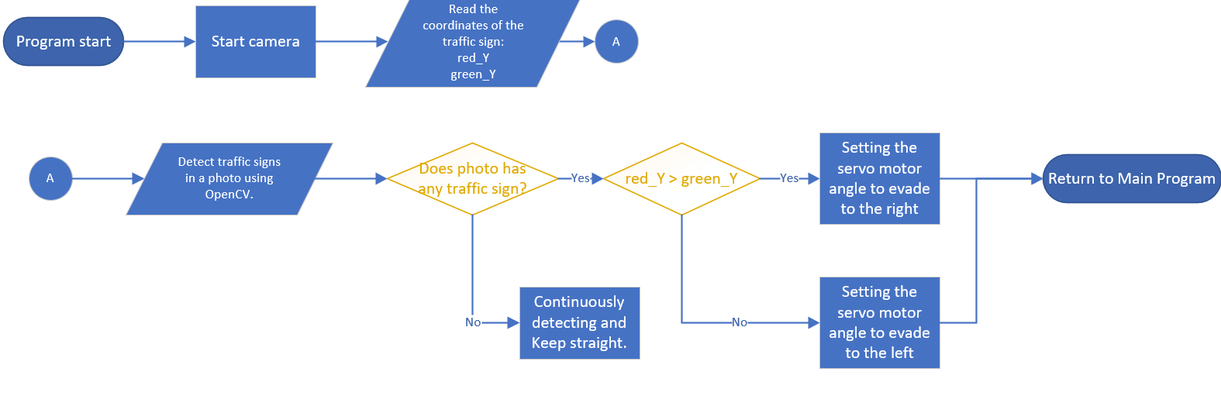 Program start
Start camera
Read the
coordinates of the
traffic sign:
red_Y
green_Y
A
A
Detect traffic signs
in a photo using
OpenCV.
Does photo has
any traffic sign?
Yes
red_Y > green_Y
Yes
Setting the
servo motor
angle to evade
to the right
Return to Main Program
No
Continuously
detecting and
Keep straight.
No
Setting the
servo motor
angle to evade
to the left